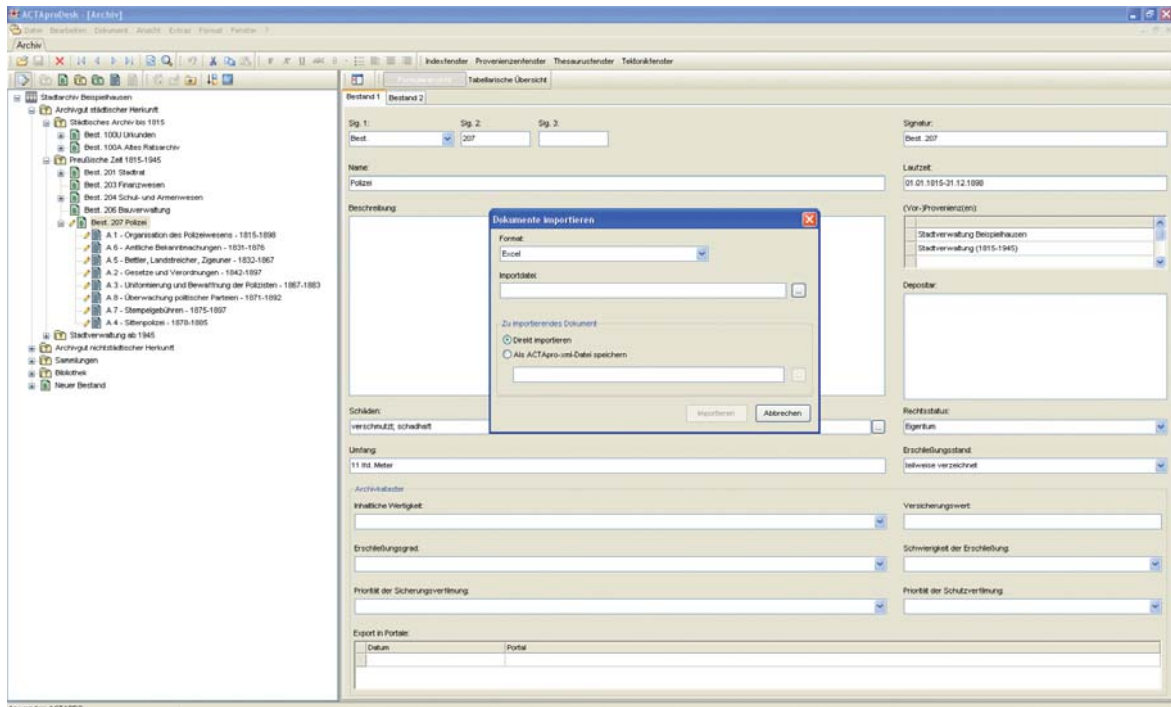 ACTAproDesk - [Archiv]
Datei Bearbeiten Dokument Ansicht Extras Format Fenster ?
Archiv
Indexfenster Provenienzenfenster Thesaurusfenster Tektonikfenster
Tabellarische Übersicht
Stadtarchiv Beispielhausen
Archivgut städtischer Herkunft
Städtisches Archiv bis 1815
Best. 100U Urkunden
Best. 100A Altes Ratsarchiv
Preußische Zeit 1815-1945
Best. 201 Stadtrat
Best. 203 Finanzwesen
Best. 204 Schul- und Armenwesen
Best. 206 Bauverwaltung
Best. 207 Polizei
A 1 - Organisation des Polizeiwesens - 1815-1898
A 6 - Amtliche Bekanntmachungen - 1831-1876
A 5 - Bettler, Landstreicher, Zigeuner - 1832-1867
A 2 - Gesetze und Verordnungen - 1842-1897
A 3 - Uniformierung und Bewaffnung der Polizisten - 1867-1883
A 8 - Überwachung politischer Parteien - 1871-1892
A 7 - Stempelgebühren - 1875-1897
A 4 - Sittenpolizei - 1878-1885
Stadtverwaltung ab 1945
Archivgut nichtstädtischer Herkunft
Sammlungen
Bibliothek
Neuer Bestand
Bestand 1 Bestand 2
Sig. 1: Sig. 2: Sig. 3: Signatur:
Best. 207 Best. 207
Name: Laufzeit:
Polizei 01.01.1815-31.12.1898
Beschreibung: (Vor-)Provenienz(en):
Stadtverwaltung Beispielhausen
Stadtverwaltung (1815-1945)
Depositar:
Dokumente importieren
Format:
Excel
Importdatei:
...
Zu importierendes Dokument
Direkt importieren
Als ACTApro-xml-Datei speichern
...
Importieren Abbrechen
Schäden: Rechtsstatus:
verschmutzt; schadhaft ... Eigentum
Umfang: Erschließungsstand:
11 lfd. Meter teilweise verzeichnet
Archivkataster
Inhaltliche Wertigkeit: Versicherungswert:
Erschließungsgrad: Schwierigkeit der Erschließung:
Priorität der Sicherungsverfilmung: Priorität der Schutzverfilmung:
Export in Portale:
Datum Portal